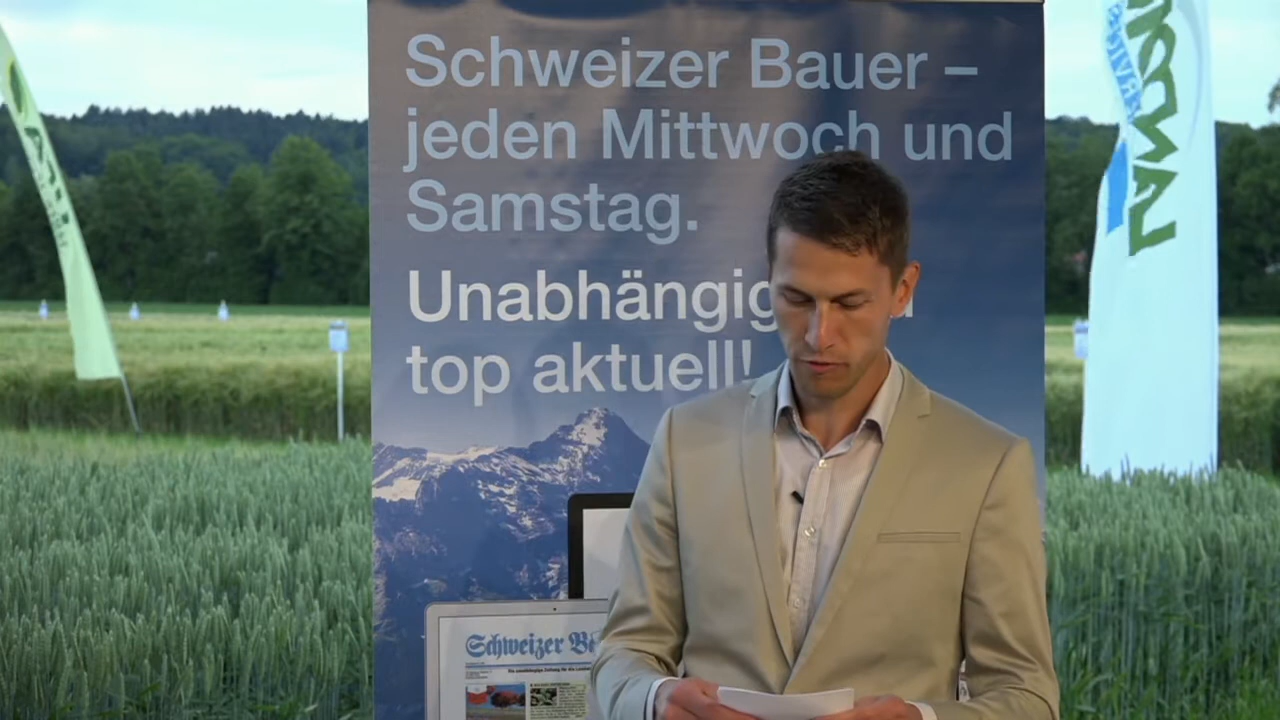 Schweizer Bauer –
jeden Mittwoch und
Samstag.
Unabhängig
top aktuell!
Schweizer